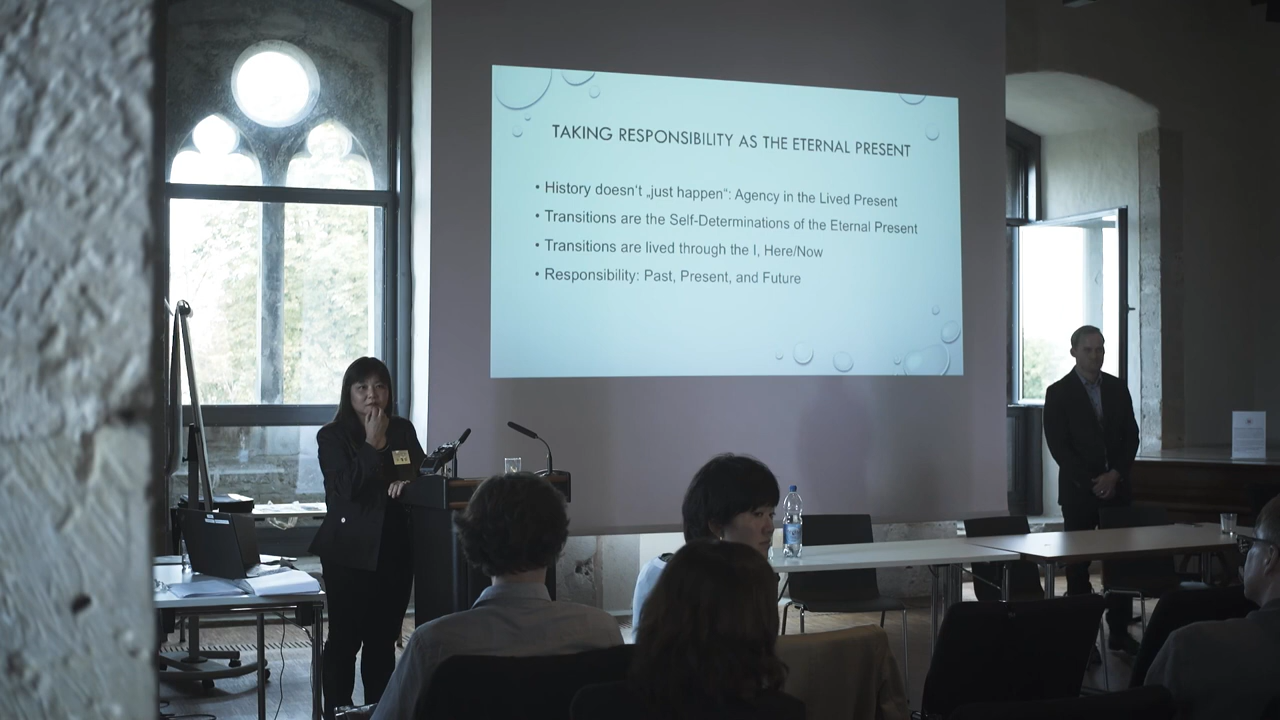 TAKING RESPONSIBILITY AS THE ETERNAL PRESENT
• History doesn't „just happen“: Agency in the Lived Present
• Transitions are the Self-Determinations of the Eternal Present
• Transitions are lived through the I, Here/Now
• Responsibility: Past, Present, and Future